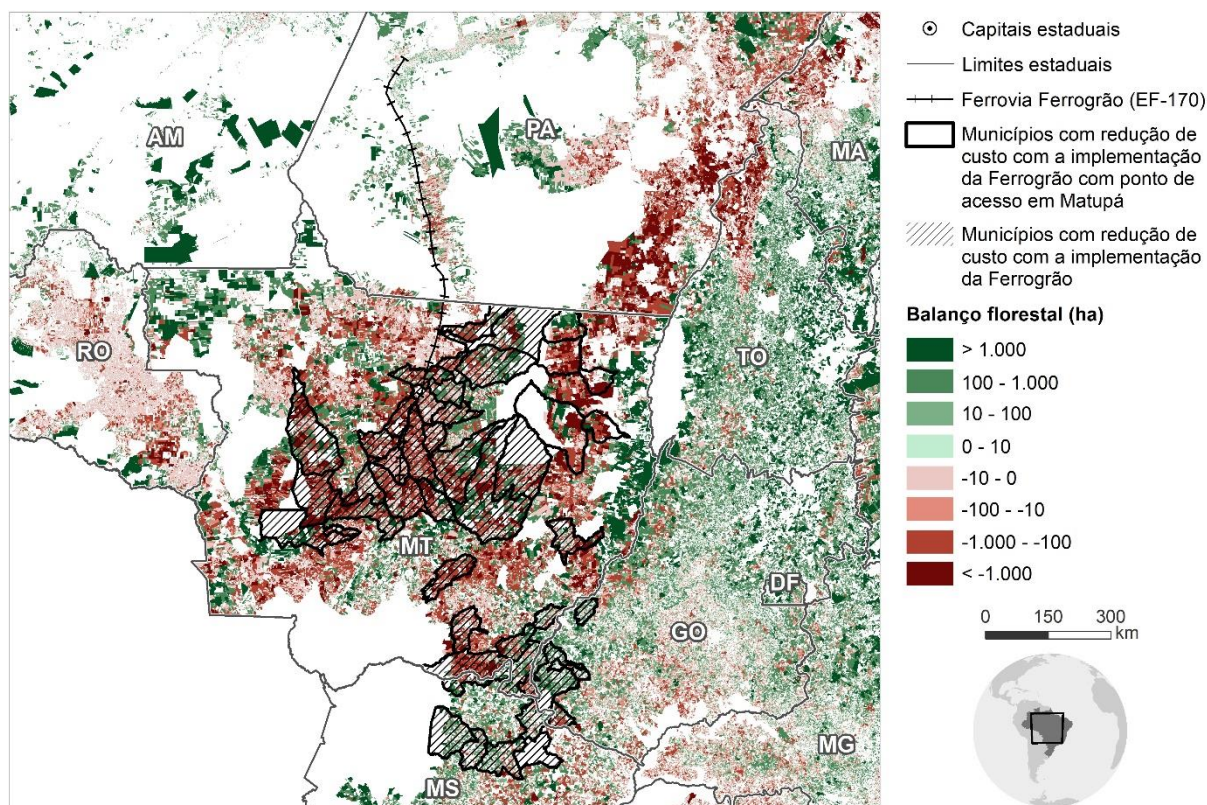 AM
PA
MA
RO
TO
MT
DF
GO
MG
MS
Capitais estaduais
Limites estaduais
Ferrovia Ferrogrão (EF-170)
Municípios com redução de
custo com a implementação
da Ferrogrão com ponto de
acesso em Matupá
Municípios com redução de
custo com a implementação
da Ferrogrão
Balanço florestal (ha)
> 1.000
100 - 1.000
10 - 100
0 - 10
-10 - 0
-100 - -10
-1.000 - -100
< -1.000
0 150 300
km